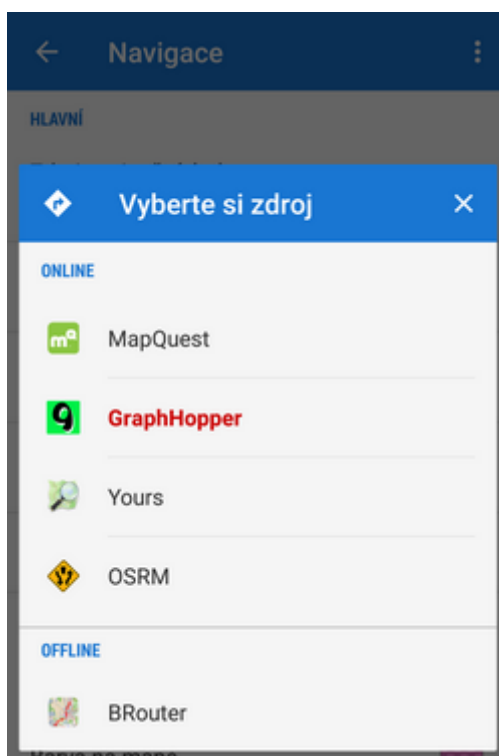 Navigace
HLAVNÍ
Vyberte si zdroj
ONLINE
MapQuest
GraphHopper
Yours
OSRM
OFFLINE
BRouter